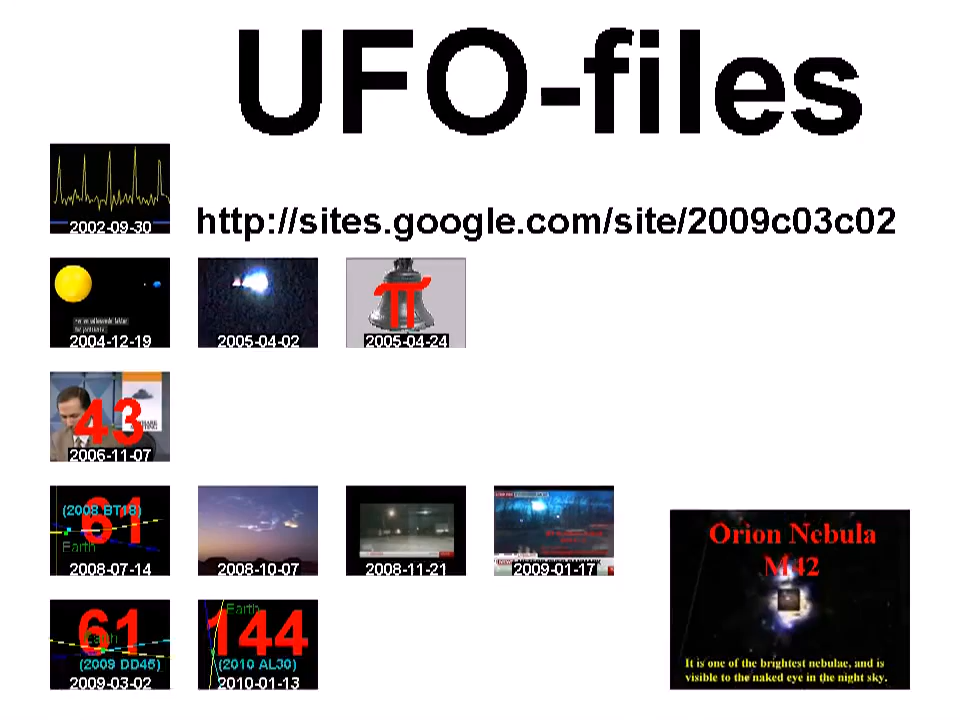 UFO-files
2002-09-30
http://sites.google.com/site/2009c03c02
2004-12-19
2005-04-02
π
2005-04-24
43
2006-11-07
61
(2008 BT18)
Earth
2008-07-14
2008-10-07
2008-11-21
2009-01-17
Orion Nebula
M42
It is one of the brightest nebulae, and is
visible to the naked eye in the night sky.
61
Earth
(2009 DD45)
2009-03-02
Earth
144
(2010 AL30)
2010-01-13